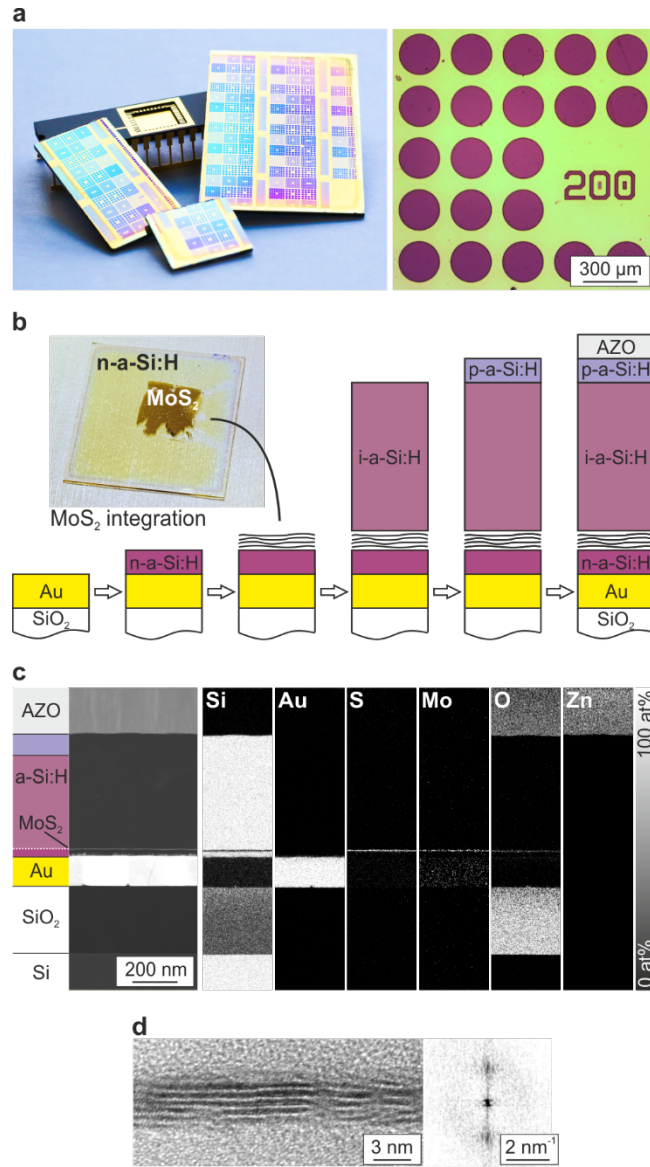 a
200
300 µm
b
n-a-Si:H
MoS₂
MoS₂ integration
AZO
p-a-Si:H
p-a-Si:H
i-a-Si:H
i-a-Si:H
n-a-Si:H
n-a-Si:H
Au
Au
SiO₂
SiO₂
c
AZO
Si
Au
S
Mo
O
Zn
100 at%
a-Si:H
MoS₂
Au
SiO₂
Si
200 nm
0 at%
d
3 nm
2 nm⁻¹